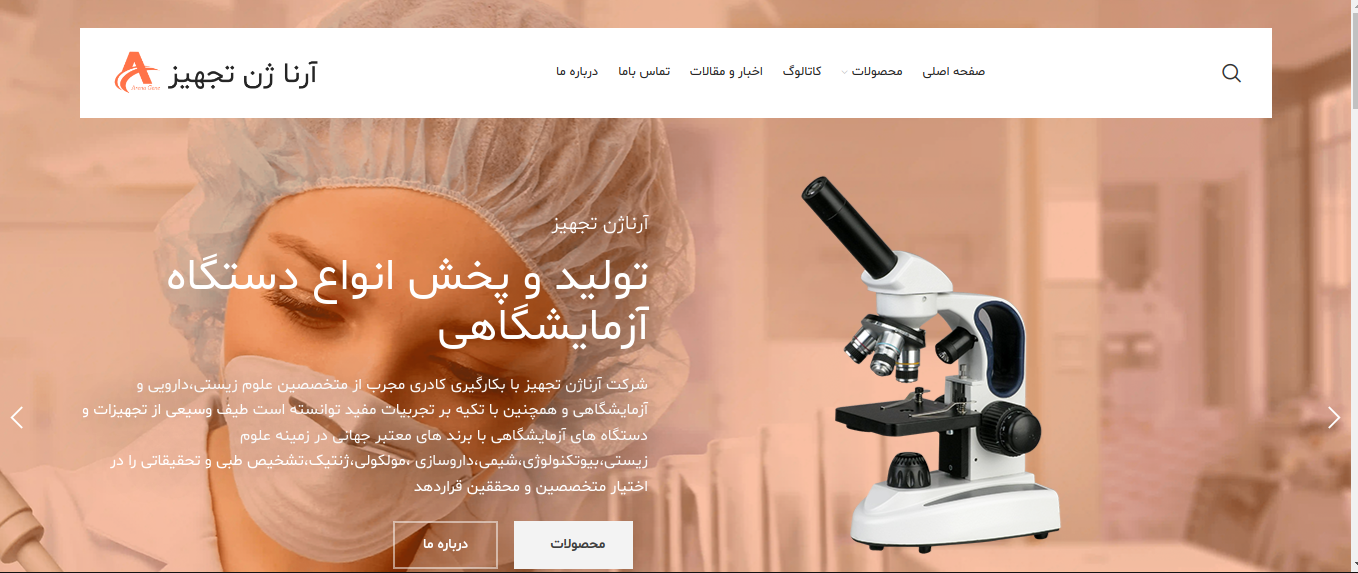 آرنا ژن تجهیز
Arena Gene
صفحه اصلی
محصولات
کاتالوگ
اخبار و مقالات
تماس باما
درباره ما
آرناژن تجهیز
تولید و پخش انواع دستگاه
آزمایشگاهی
شرکت آرناژن تجهیز با بکارگیری کادری مجرب از متخصصین علوم زیستی،دارویی و
آزمایشگاهی و همچنین با تکیه بر تجربیات مفید توانسته است طیف وسیعی از تجهیزات و
دستگاه های آزمایشگاهی با برند های معتبر جهانی در زمینه علوم
زیستی،بیوتکنولوژی،شیمی،داروسازی ،مولکولی،ژنتیک،تشخیص طبی و تحقیقاتی را در
اختیار متخصصین و محققین قراردهد
محصولات
درباره ما